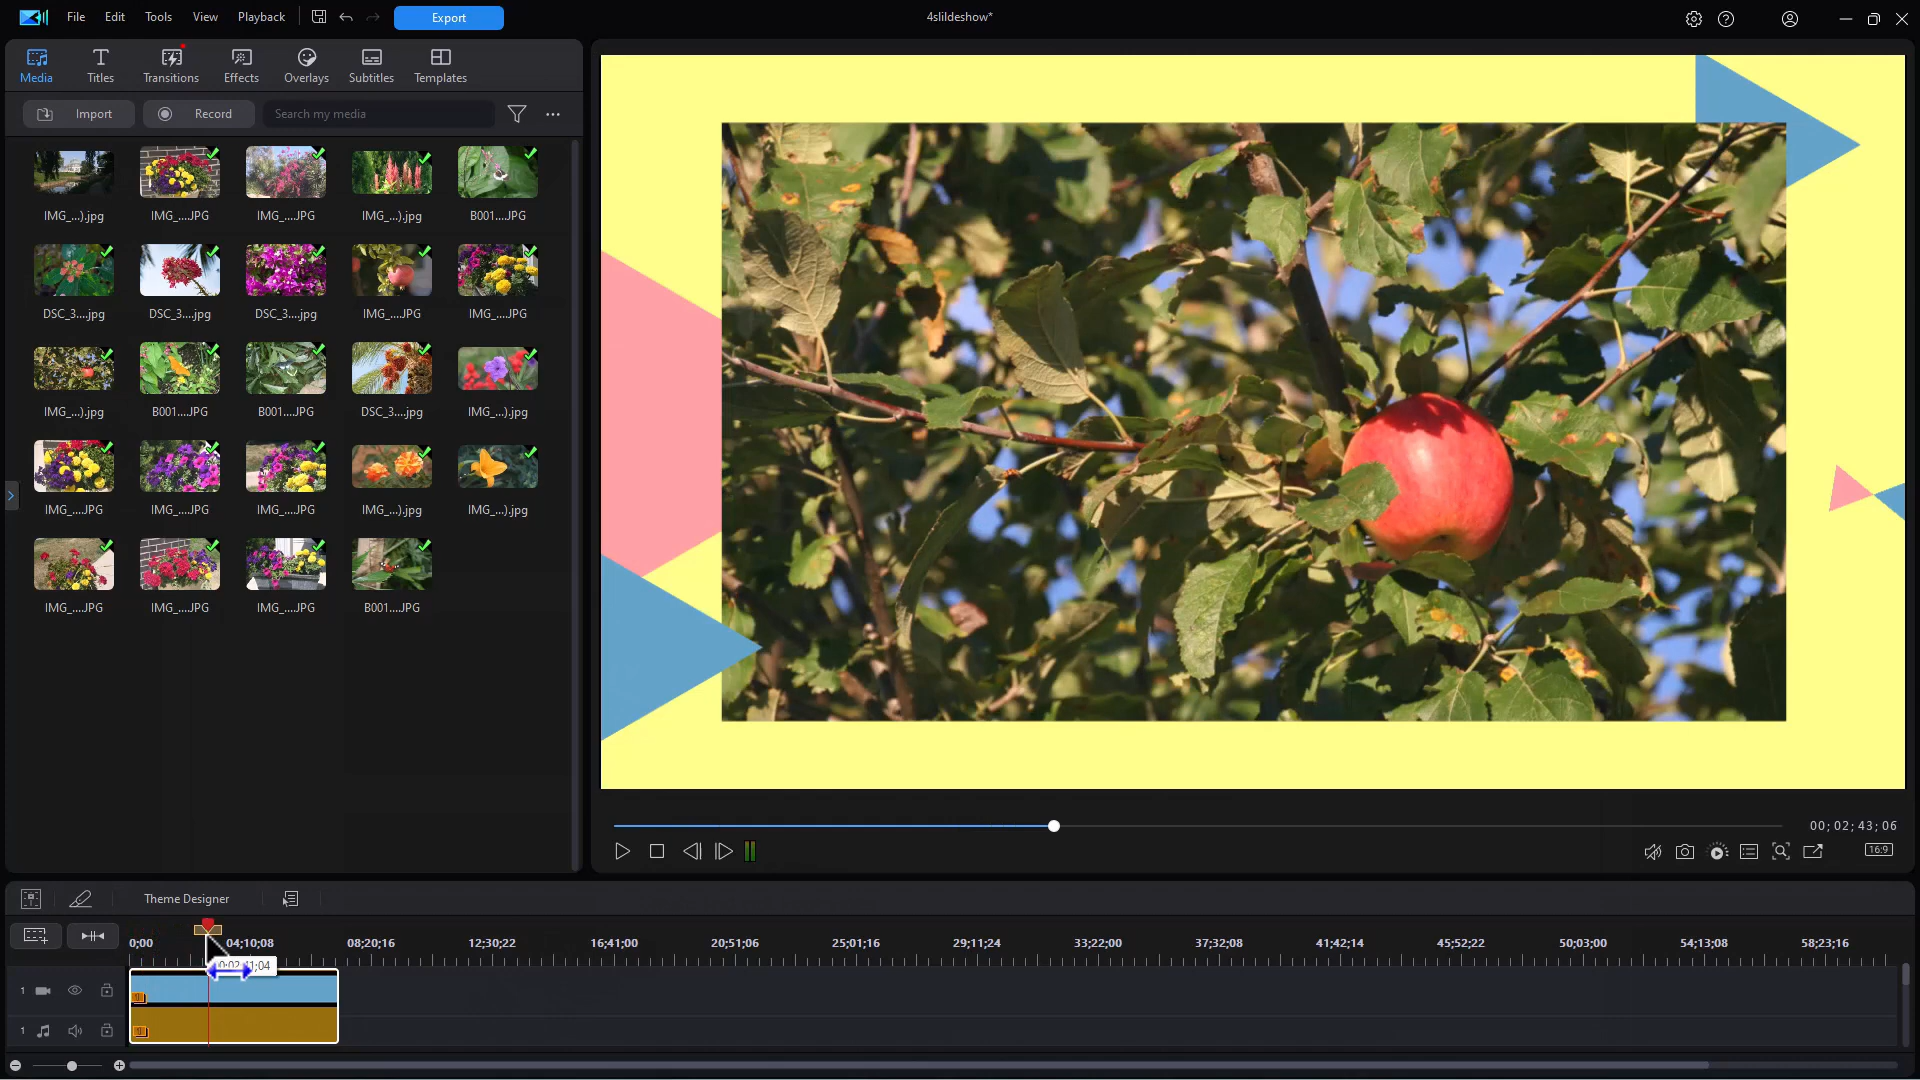 File Edit Tools View Playback Export 4slildeshow*
Media Titles Transitions Effects Overlays Subtitles Templates
Import Record Search my media
IMG_...).jpg IMG_....JPG IMG_....JPG IMG_...).jpg B001....JPG
DSC_3....jpg DSC_3....jpg DSC_3....jpg IMG_....JPG IMG_....JPG
IMG_...).jpg B001....JPG B001....JPG DSC_3....jpg IMG_...).jpg
IMG_....JPG IMG_....JPG IMG_....JPG IMG_...).jpg IMG_...).jpg
IMG_....JPG IMG_....JPG IMG_....JPG B001....JPG
00; 02; 43; 06
16:9
Theme Designer
0;00 04;10;08 08;20;16 12;30;22 16;41;00 20;51;06 25;01;16 29;11;24 33;22;00 37;32;08 41;42;14 45;52;22 50;03;00 54;13;08 58;23;16
1
1